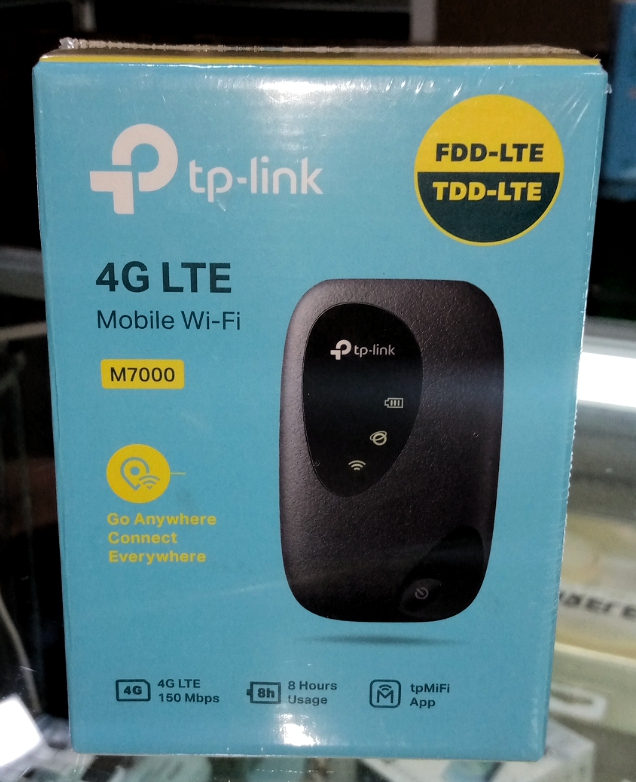 tp-link
FDD-LTE
TDD-LTE
4G LTE
Mobile Wi-Fi
M7000
tp-link
Go Anywhere
Connect
Everywhere
4G
4G LTE
150 Mbps
8h
8 Hours
Usage
tpMiFi
App